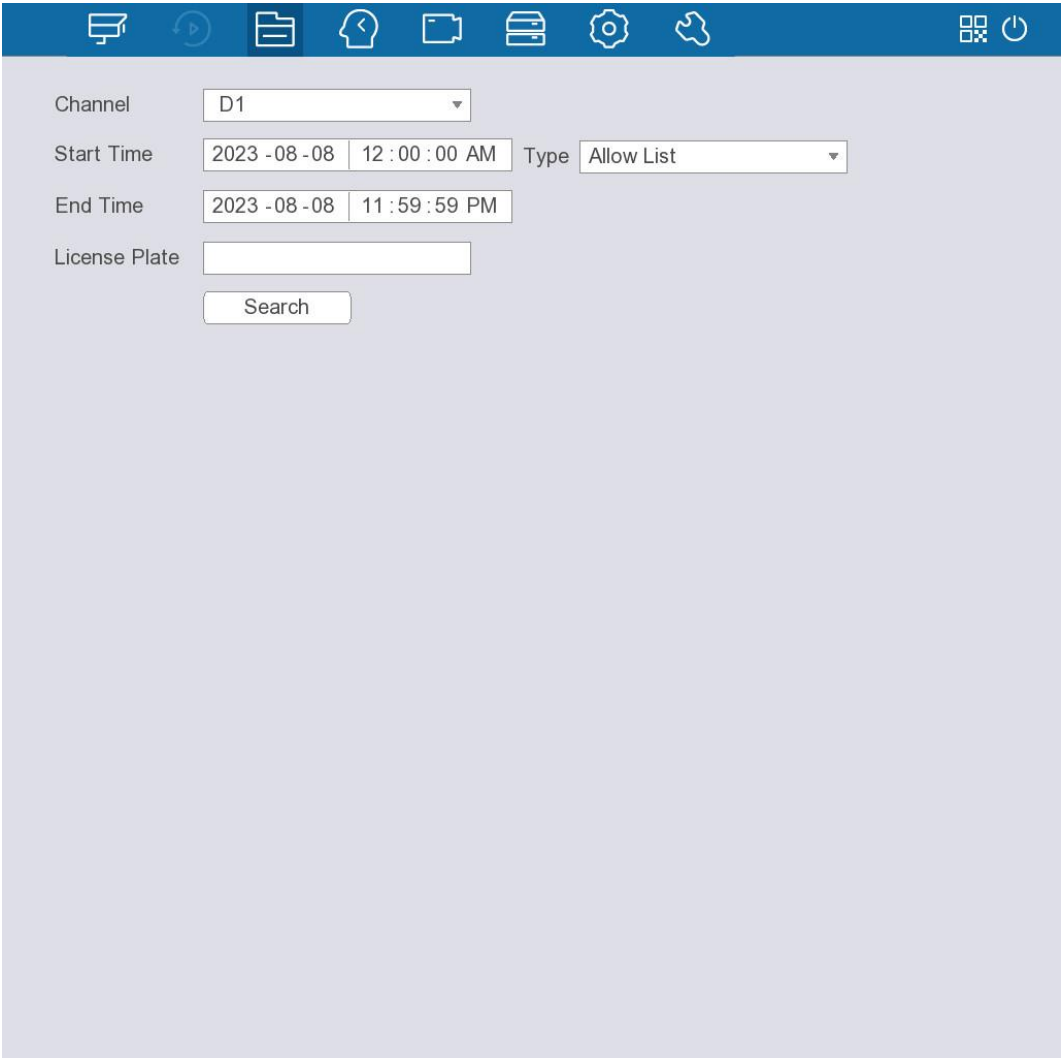 Channel D1
Start Time 2023 -08 -08 12 : 00 : 00 AM Type Allow List
End Time 2023 -08 -08 11 : 59 : 59 PM
License Plate
Search